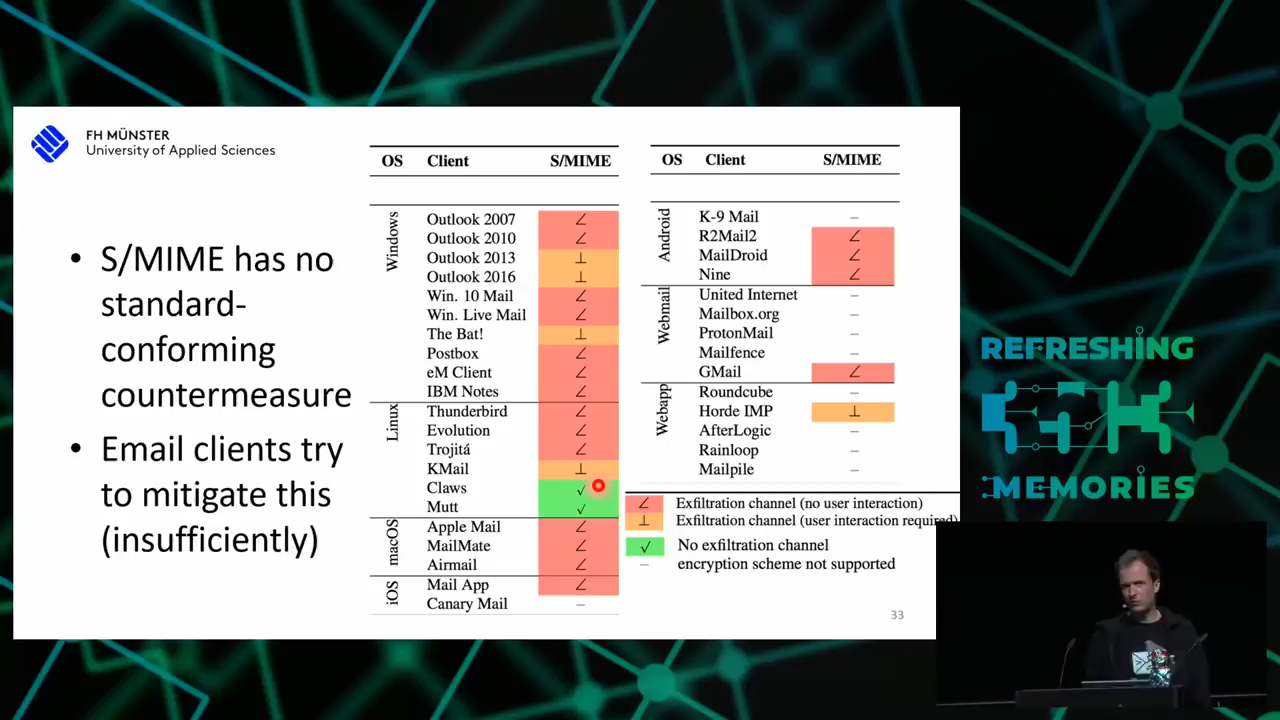 FH MÜNSTER
University of Applied Sciences
• S/MIME has no
standard-
conforming
countermeasure
• Email clients try
to mitigate this
(insufficiently)
OS Client S/MIME
Windows
Outlook 2007 ∠
Outlook 2010 ∠
Outlook 2013 ⊥
Outlook 2016 ⊥
Win. 10 Mail ∠
Win. Live Mail ∠
The Bat! ⊥
Postbox ∠
eM Client ∠
IBM Notes ∠
Linux
Thunderbird ∠
Evolution ∠
Trojitá ∠
KMail ⊥
Claws √
Mutt √
macOS
Apple Mail ∠
MailMate ∠
Airmail ∠
iOS
Mail App ∠
Canary Mail –
OS Client S/MIME
Android
K-9 Mail –
R2Mail2 ∠
MailDroid ∠
Nine ∠
Webmail
United Internet –
Mailbox.org –
ProtonMail –
Mailfence –
GMail ∠
Webapp
Roundcube –
Horde IMP ⊥
AfterLogic –
Rainloop –
Mailpile –
∠ Exfiltration channel (no user interaction)
⊥ Exfiltration channel (user interaction required)
√ No exfiltration channel
– encryption scheme not supported
33
REFRESHING
MEMORIES